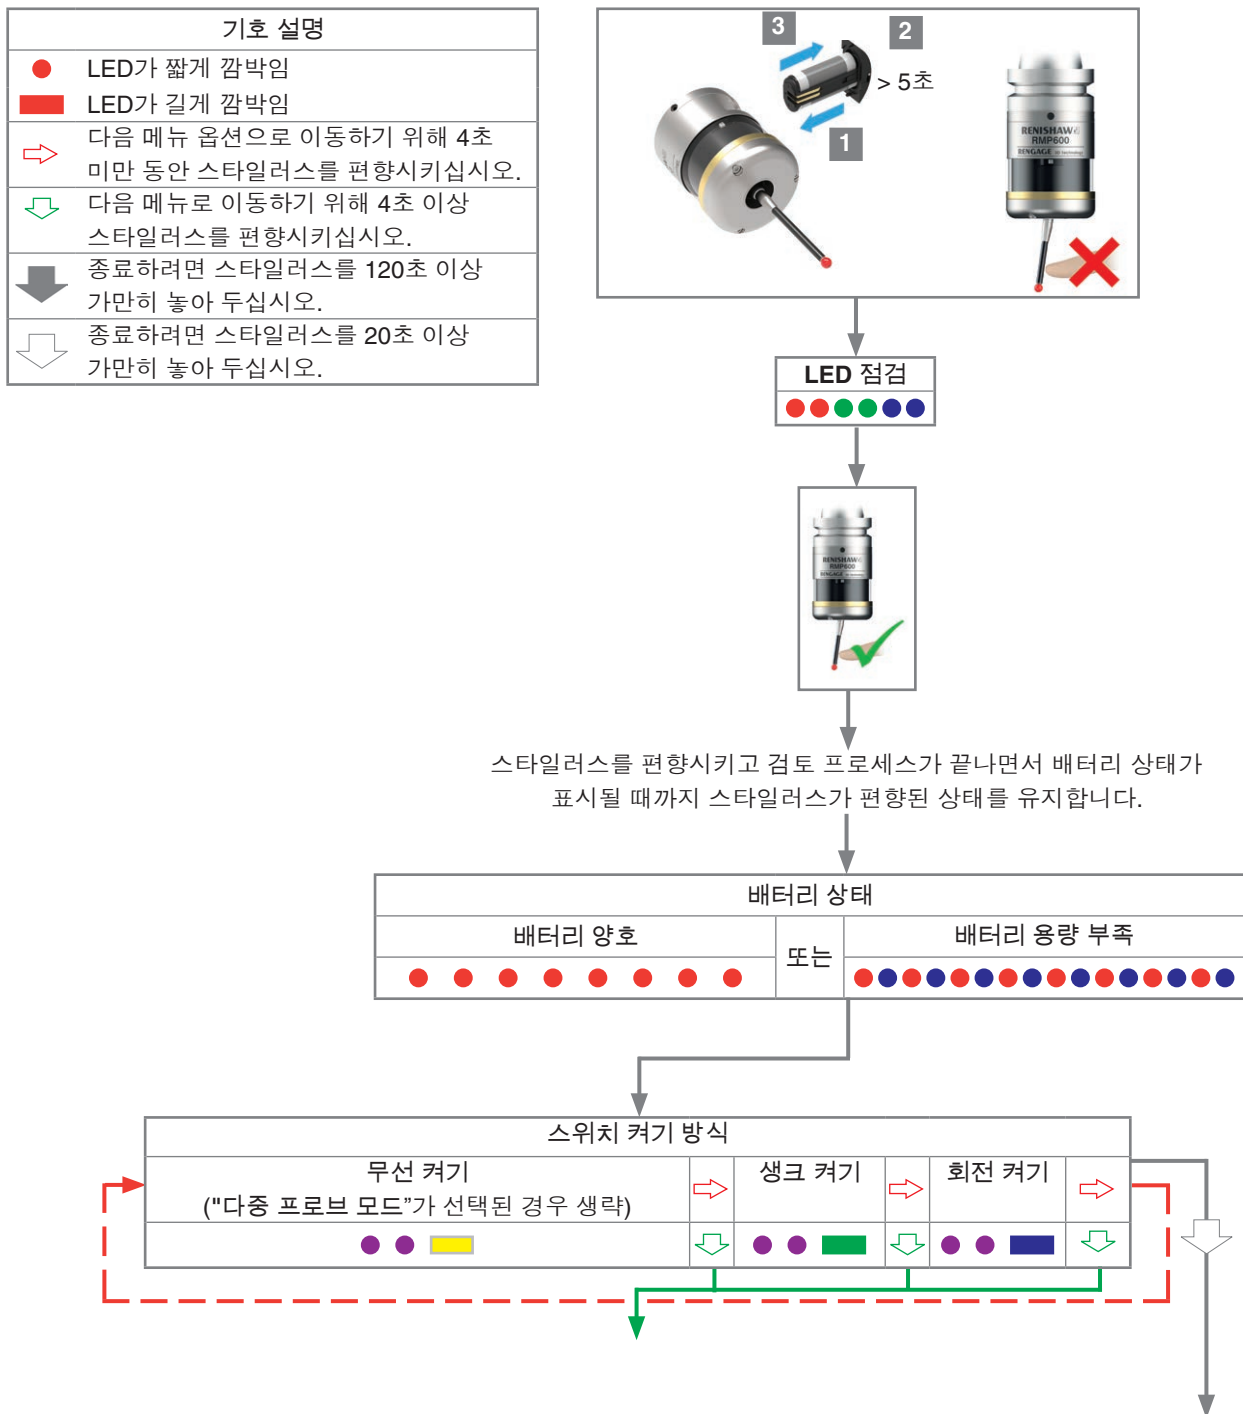 기호 설명
LED가 짧게 깜박임
LED가 길게 깜박임
다음 메뉴 옵션으로 이동하기 위해 4초
미만 동안 스타일러스를 편향시키십시오.
다음 메뉴로 이동하기 위해 4초 이상
스타일러스를 편향시키십시오.
종료하려면 스타일러스를 120초 이상
가만히 놓아 두십시오.
종료하려면 스타일러스를 20초 이상
가만히 놓아 두십시오.
3
2
> 5초
1
RENISHAW
RMP600
RENGAGE
LED 점검
RENISHAW
RMP600
RENGAGE
스타일러스를 편향시키고 검토 프로세스가 끝나면서 배터리 상태가
표시될 때까지 스타일러스가 편향된 상태를 유지합니다.
배터리 상태
배터리 양호
또는
배터리 용량 부족
스위치 켜기 방식
무선 켜기
("다중 프로브 모드”가 선택된 경우 생략)
생크 켜기
회전 켜기